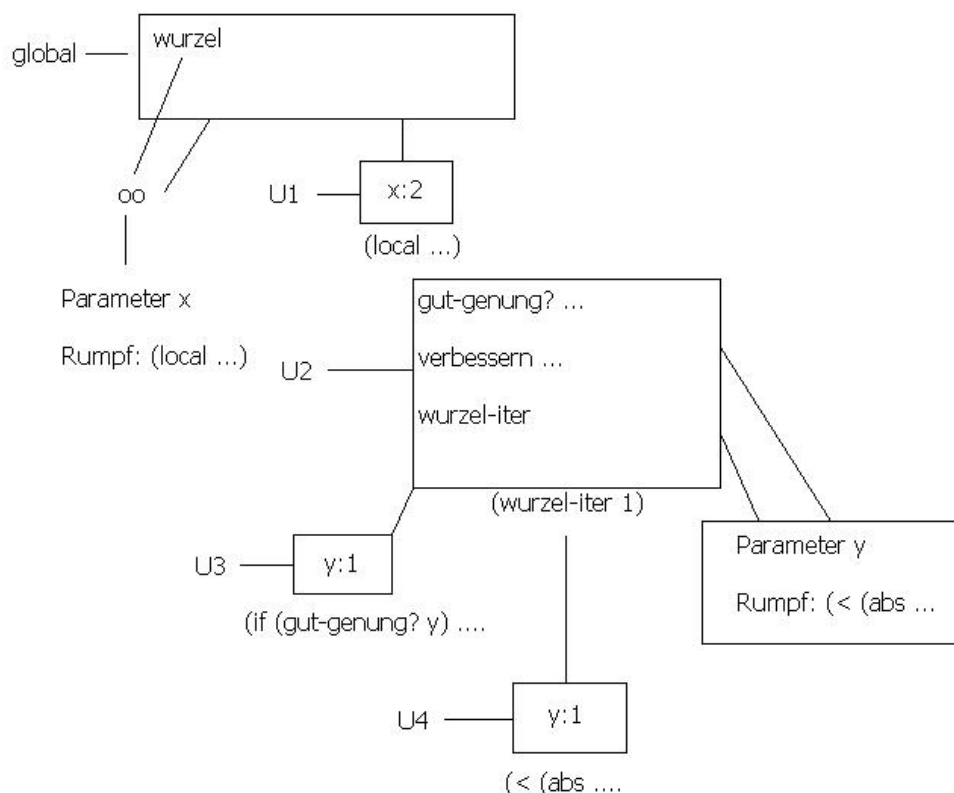 wurzel
global
oo
U1
x:2
(local ...)
Parameter x
Rumpf: (local ...)
gut-genung? ...
U2
verbessern ...
wurzel-iter
(wurzel-iter 1)
U3
y:1
(if (gut-genung? y) ....
Parameter y
Rumpf: (< (abs ...
U4
y:1
(< (abs ....